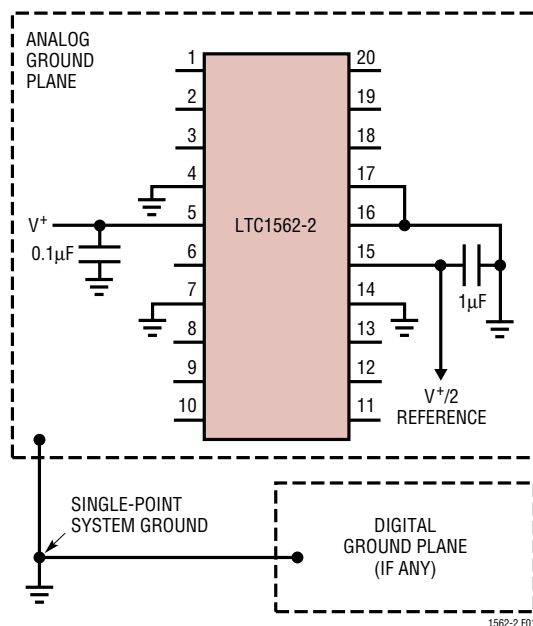 ANALOG
GROUND
PLANE
1
2
3
4
5
6
7
8
9
10
20
19
18
17
16
15
14
13
12
11
LTC1562-2
V+
0.1µF
1µF
V+/2
REFERENCE
SINGLE-POINT
SYSTEM GROUND
DIGITAL
GROUND PLANE
(IF ANY)